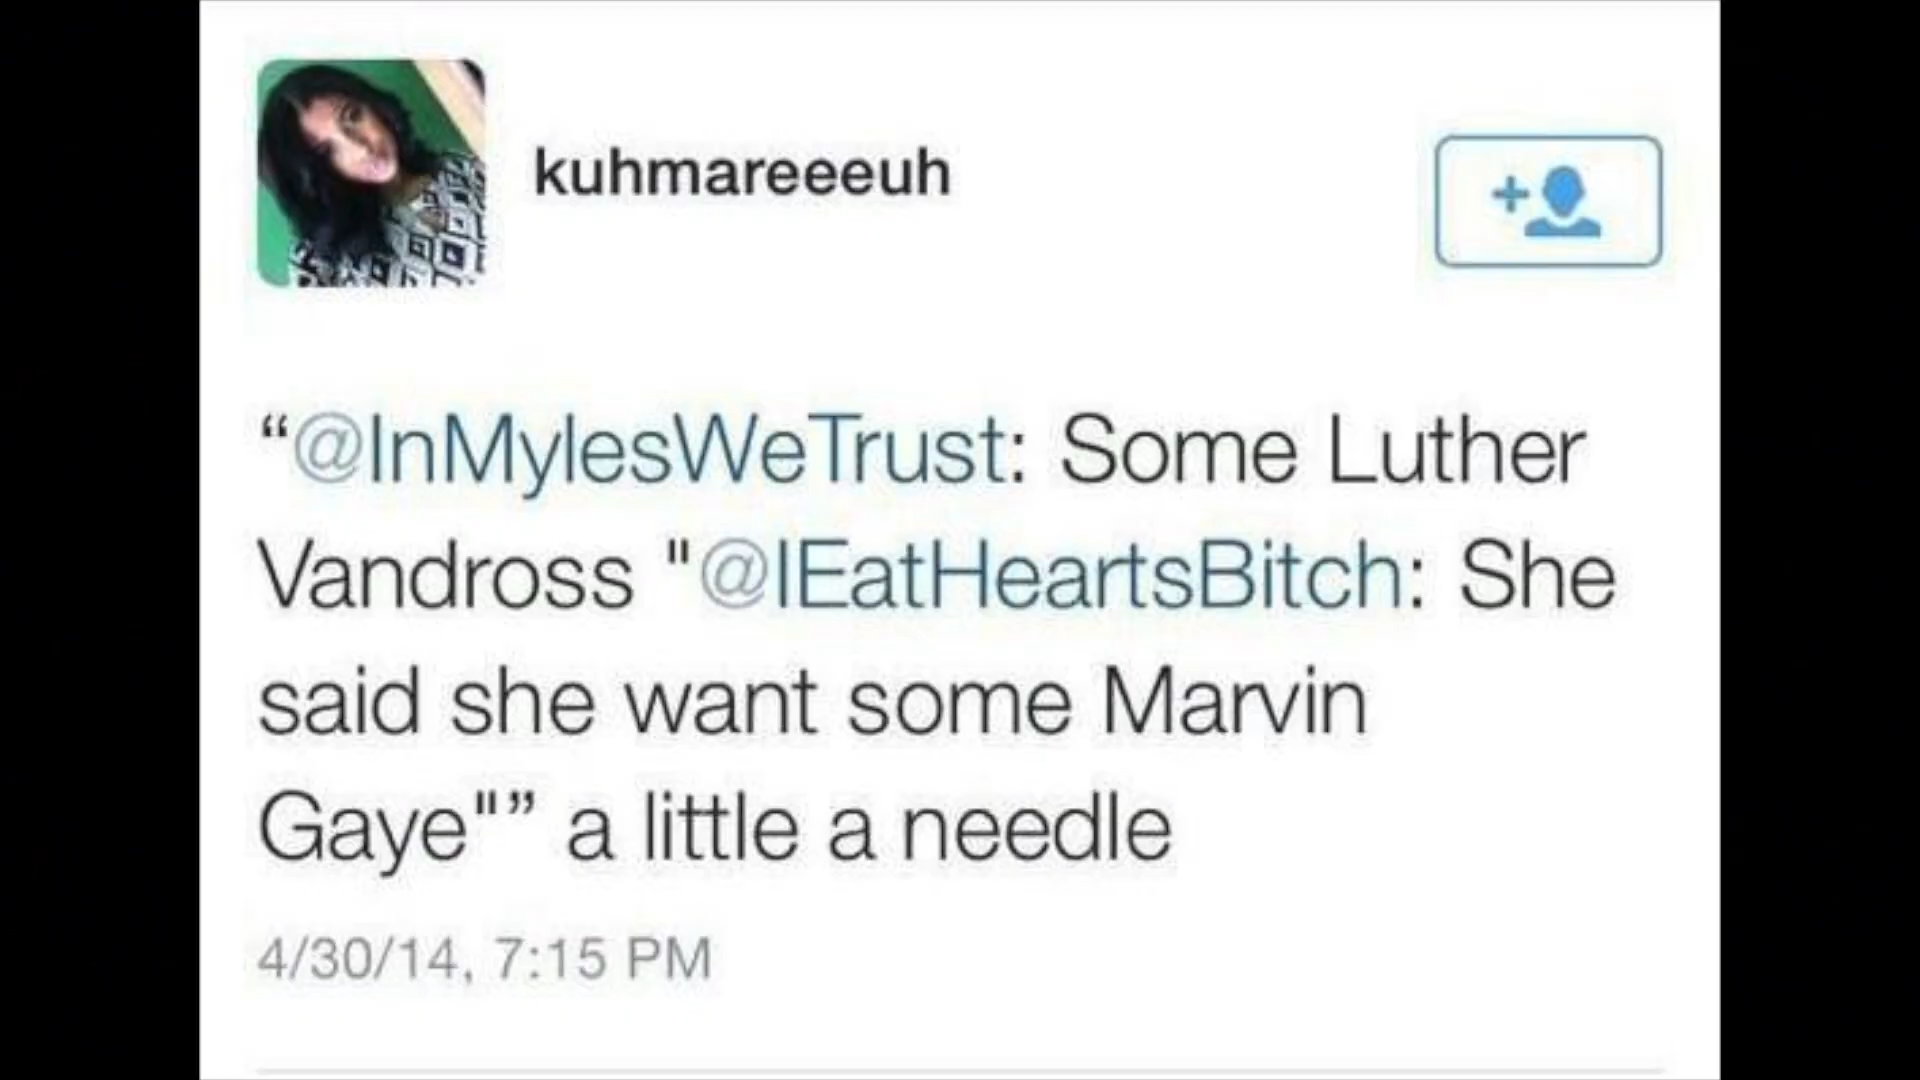 kuhmareeeuh
“@InMylesWeTrust: Some Luther
Vandross "@IEatHeartsBitch: She
said she want some Marvin
Gaye"” a little a needle
4/30/14, 7:15 PM